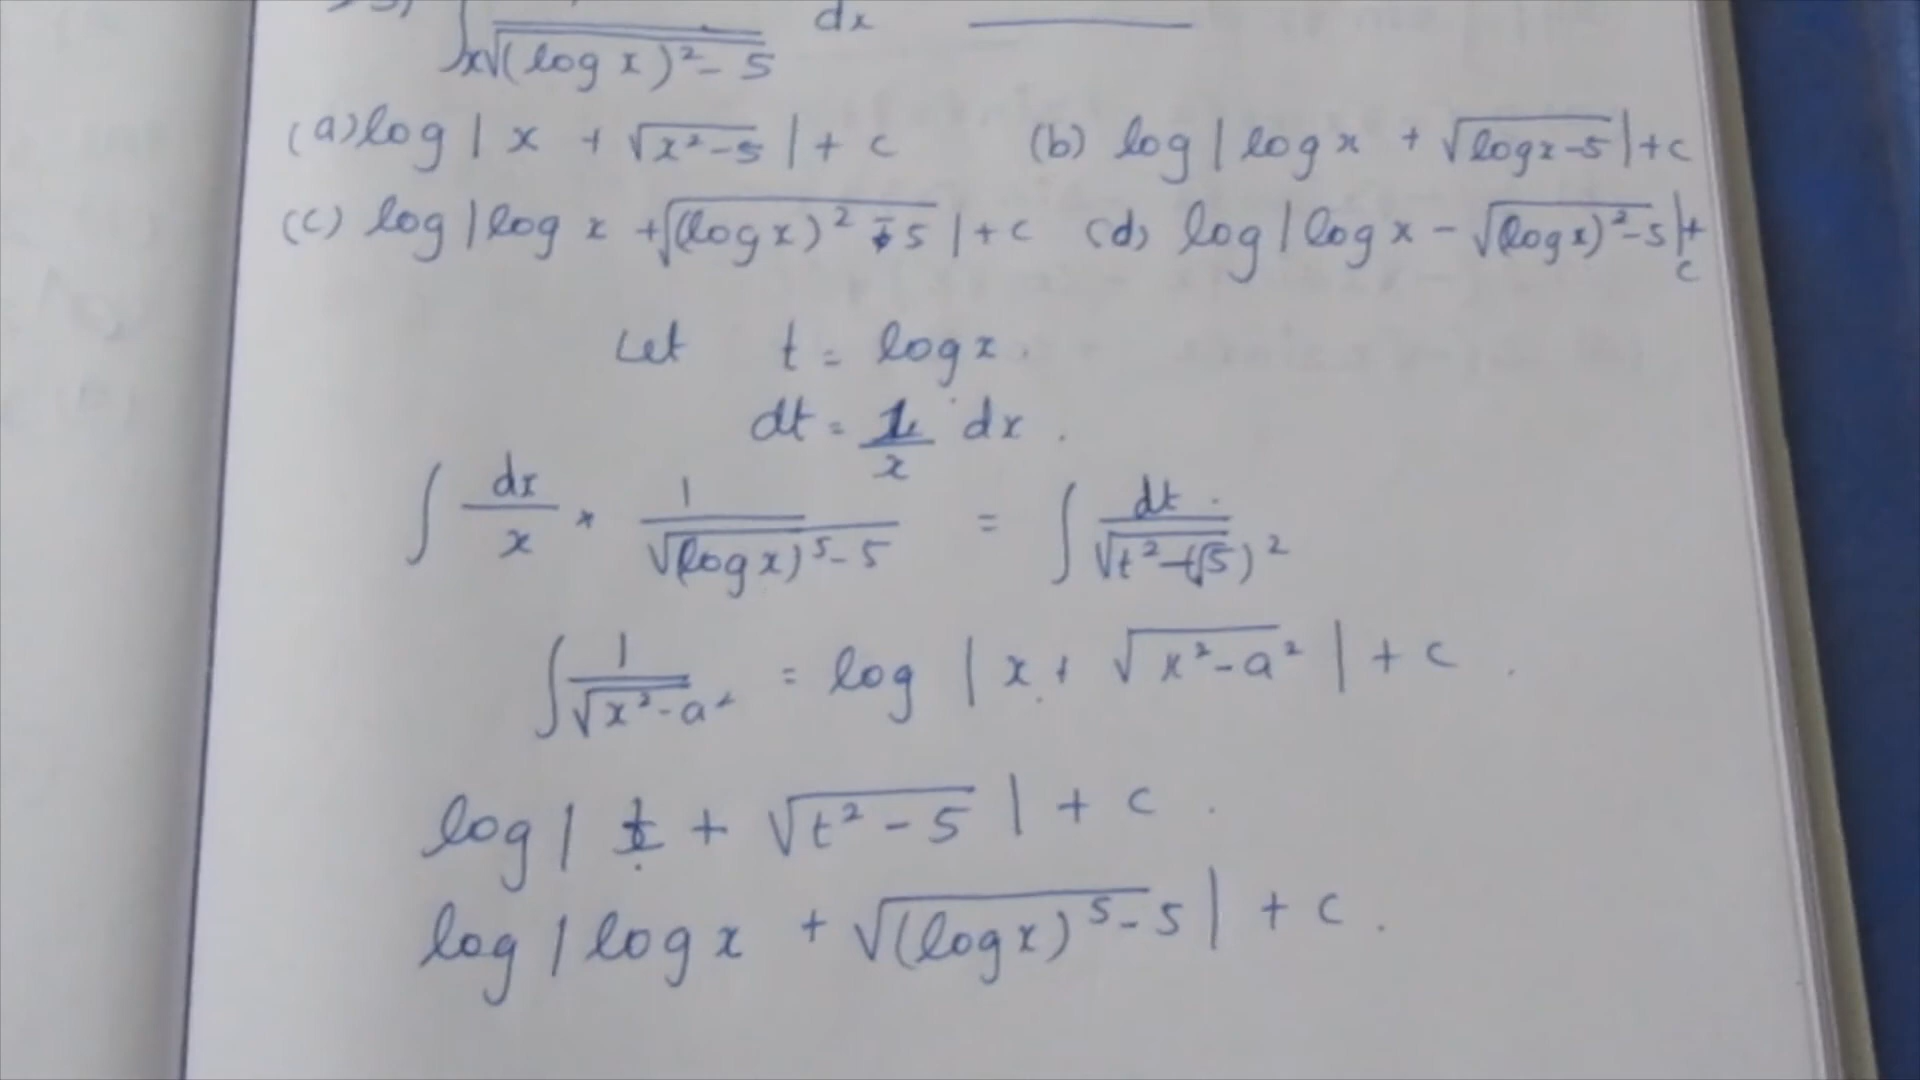 ∫ 1/(x√((log x)² - 5)) dx ______
(a) log | x + √(x²-5) | + c (b) log | log x + √(log x-5) | + c
(c) log | log x + √((log x)² - 5) | + c (d) log | log x - √((log x)²-5) | + c
Let t = log x.
dt = 1/x dx.
∫ dx/x * 1/√((log x)⁵ - 5) = ∫ dt/√(t² - (√5)²)
∫ 1/√(x²-a²) = log | x + √(x²-a²) | + c.
log | t + √(t² - 5) | + c.
log | log x + √((log x)⁵ - 5) | + c.